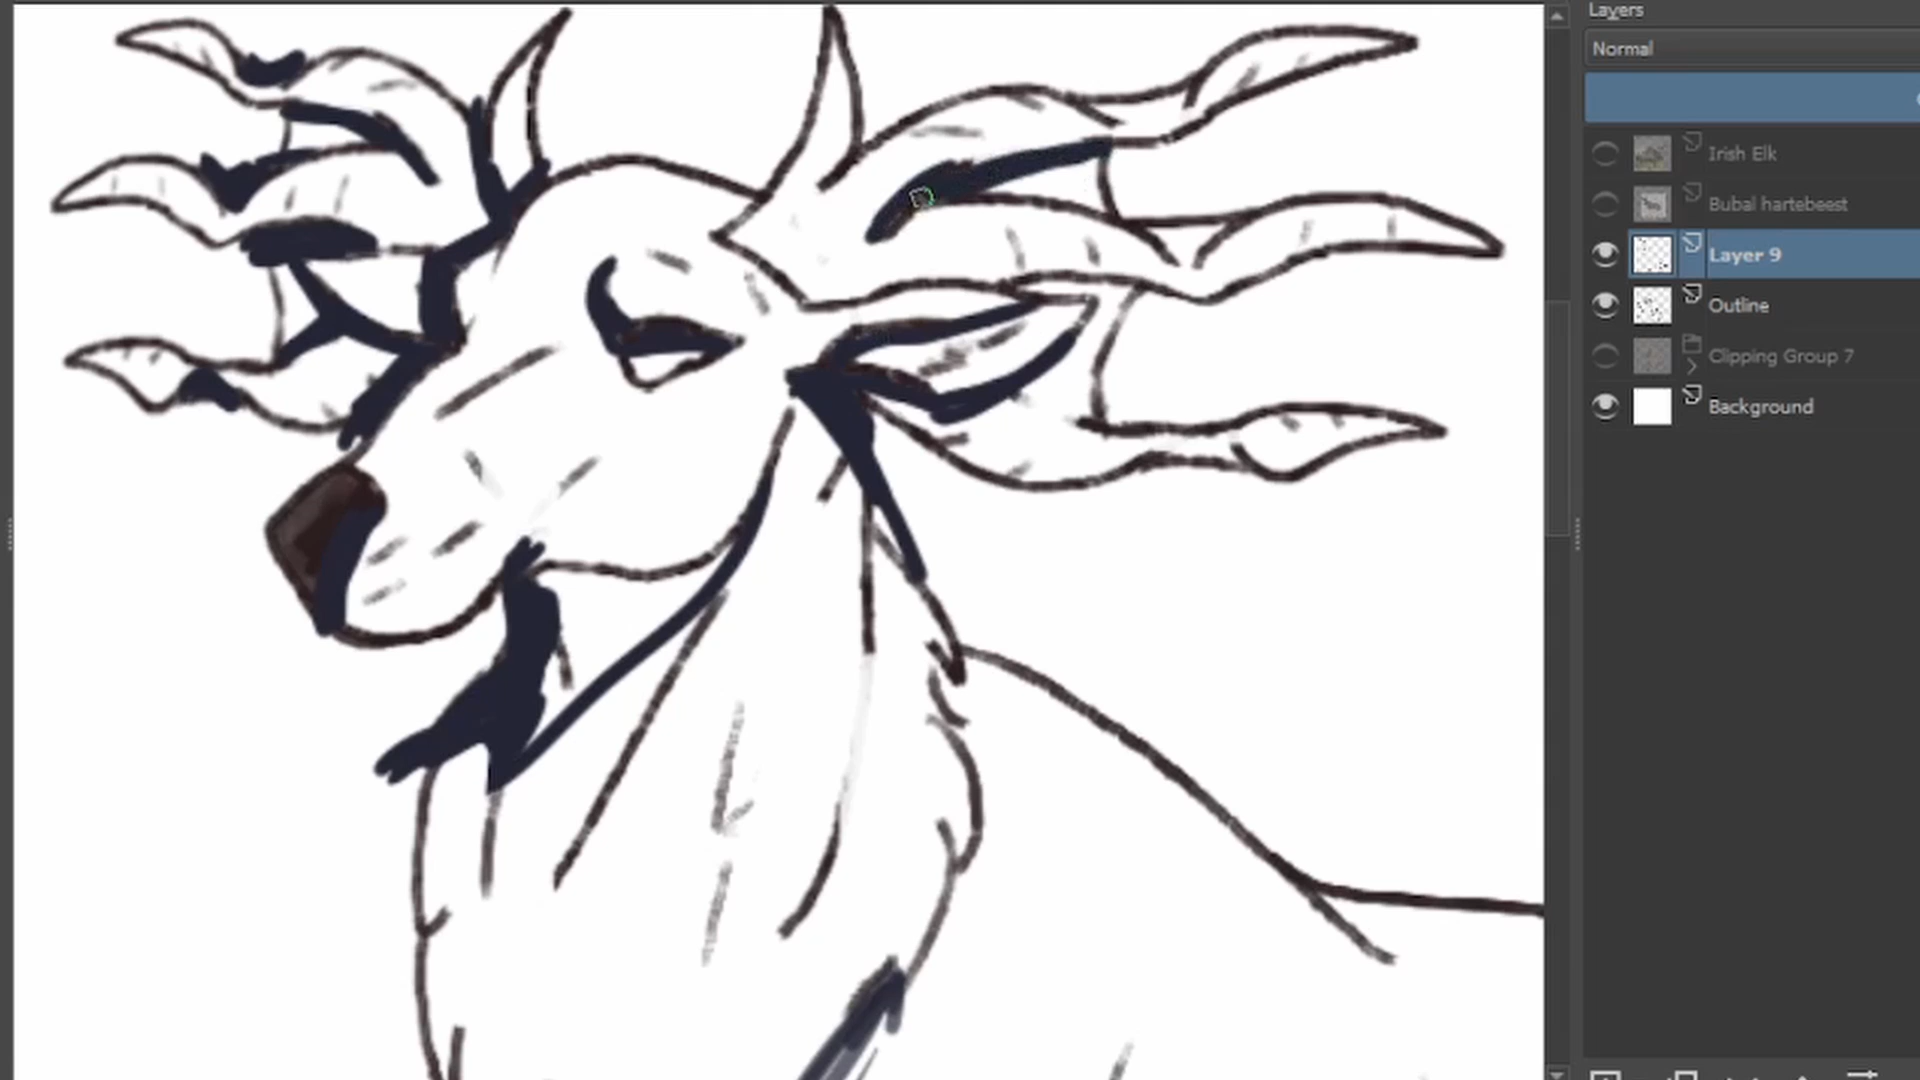 Layers
Normal
Irish Elk
Bubal hartebeest
Layer 9
Outline
Clipping Group 7
Background